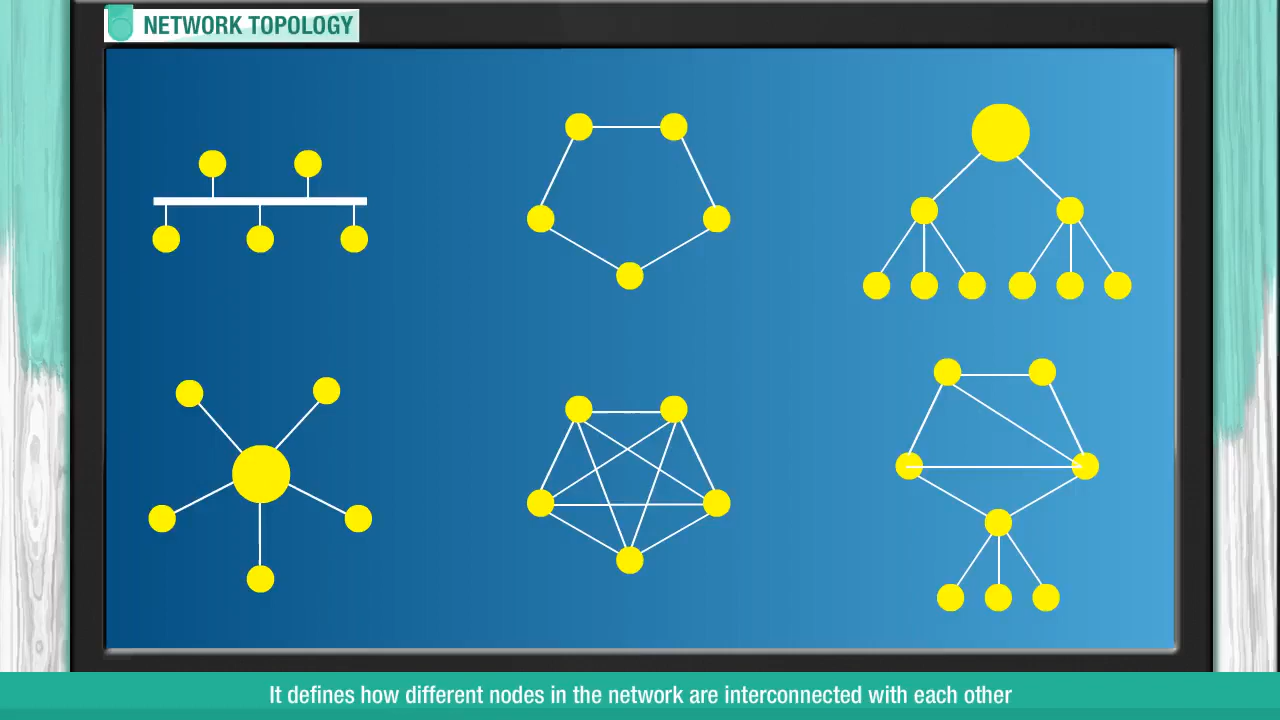 NETWORK TOPOLOGY
It defines how different nodes in the network are interconnected with each other